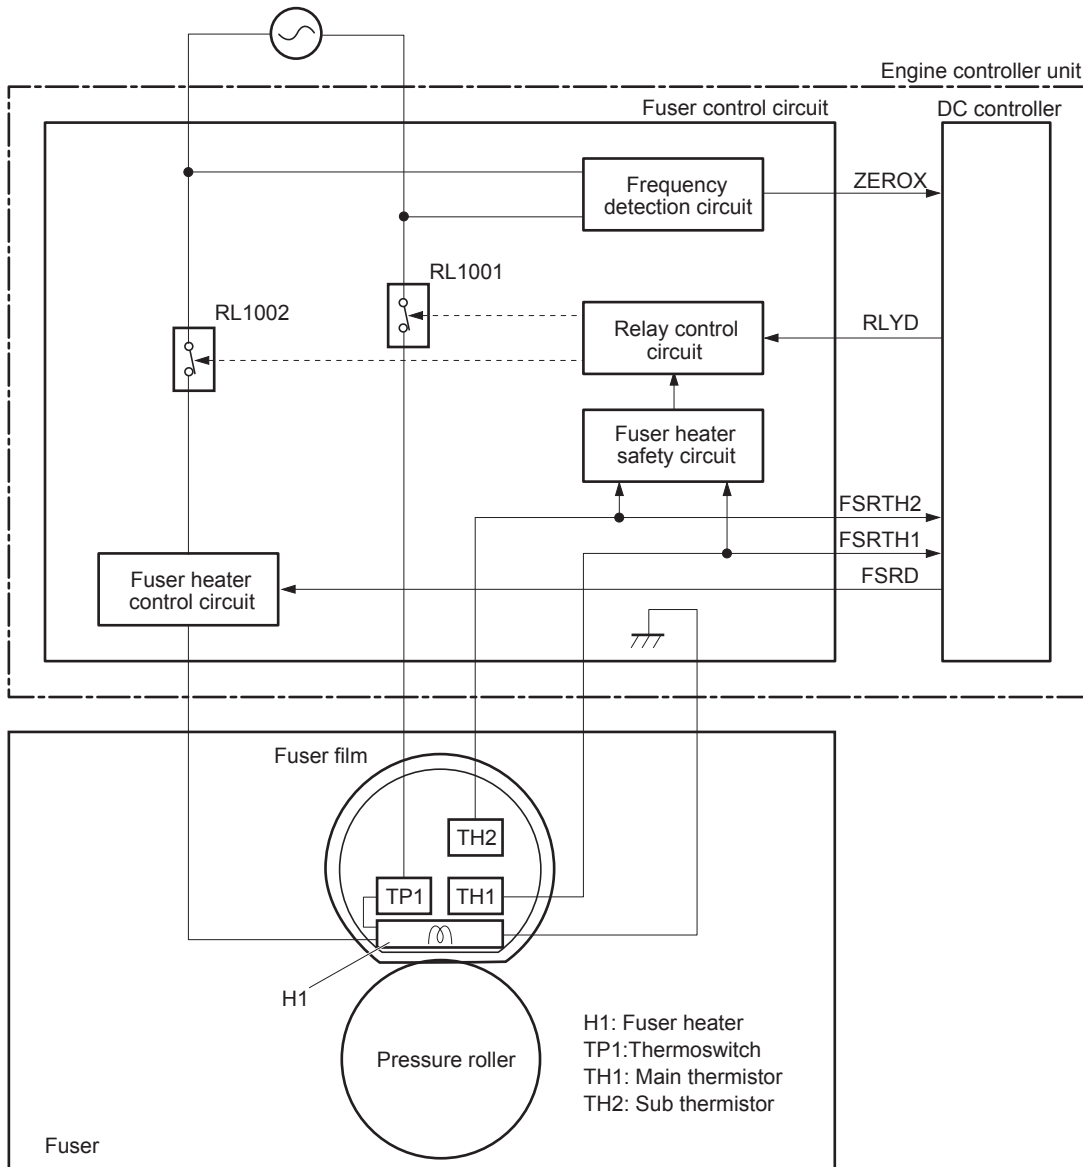 Engine controller unit
Fuser control circuit
DC controller
Frequency
detection circuit
ZEROX
RL1001
RL1002
Relay control
circuit
RLYD
Fuser heater
safety circuit
FSRTH2
FSRTH1
FSRD
Fuser heater
control circuit
Fuser film
TH2
TP1
TH1
H1
Pressure roller
H1: Fuser heater
TP1:Thermoswitch
TH1: Main thermistor
TH2: Sub thermistor
Fuser